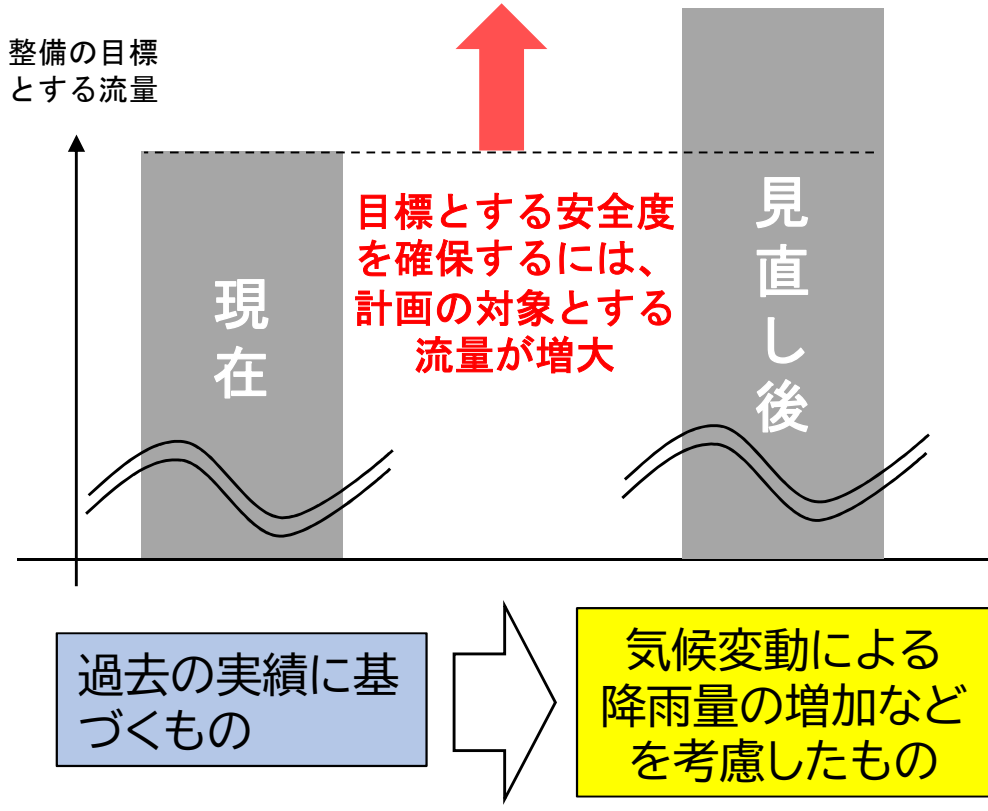 整備の目標
とする流量
目標とする安全度
を確保するには、
計画の対象とする
流量が増大
現在
見直し後
過去の実績に基
づくもの
気候変動による
降雨量の増加など
を考慮したもの